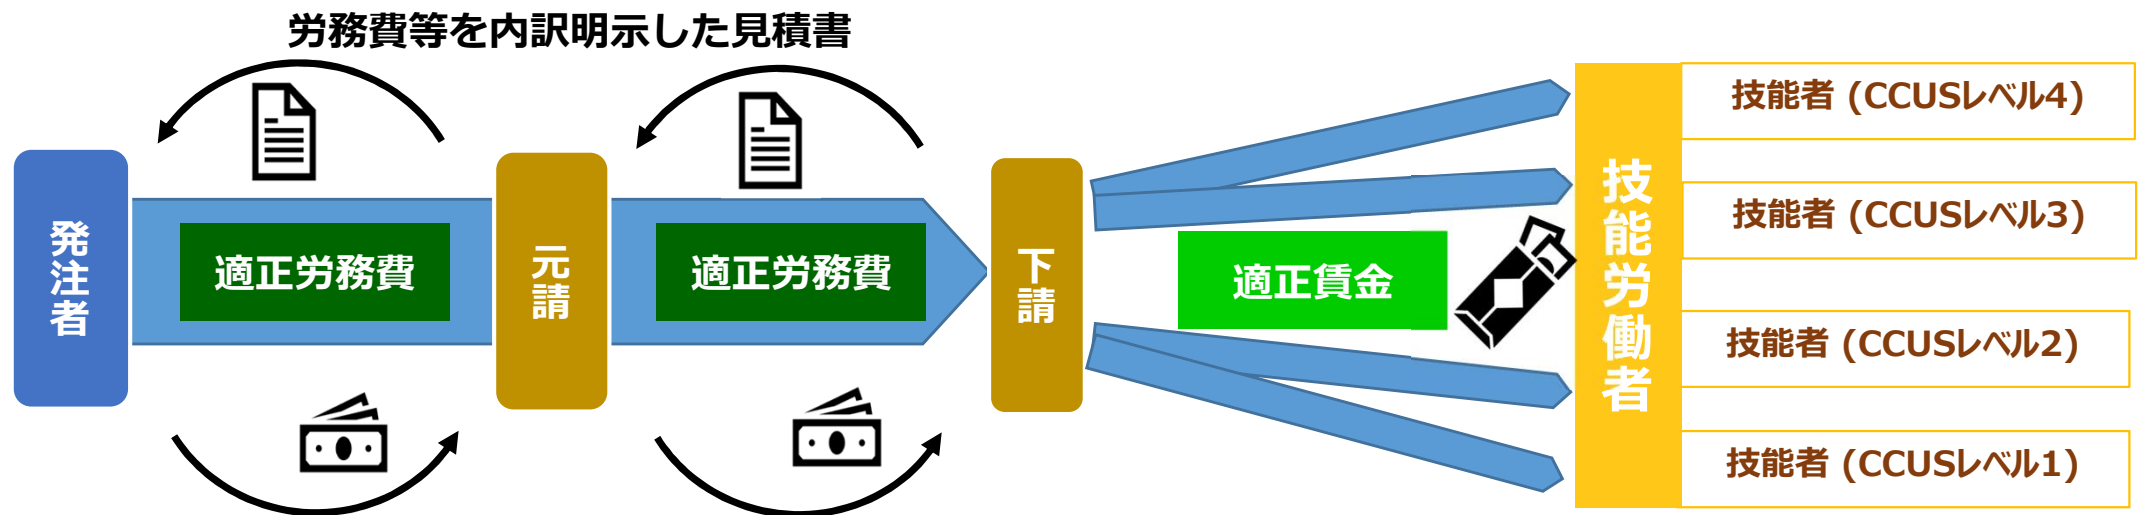 労務費等を内訳明示した見積書
発注者
適正労務費
元請
適正労務費
下請
適正賃金
技能労働者
技能者 (CCUSレベル4)
技能者 (CCUSレベル3)
技能者 (CCUSレベル2)
技能者 (CCUSレベル1)